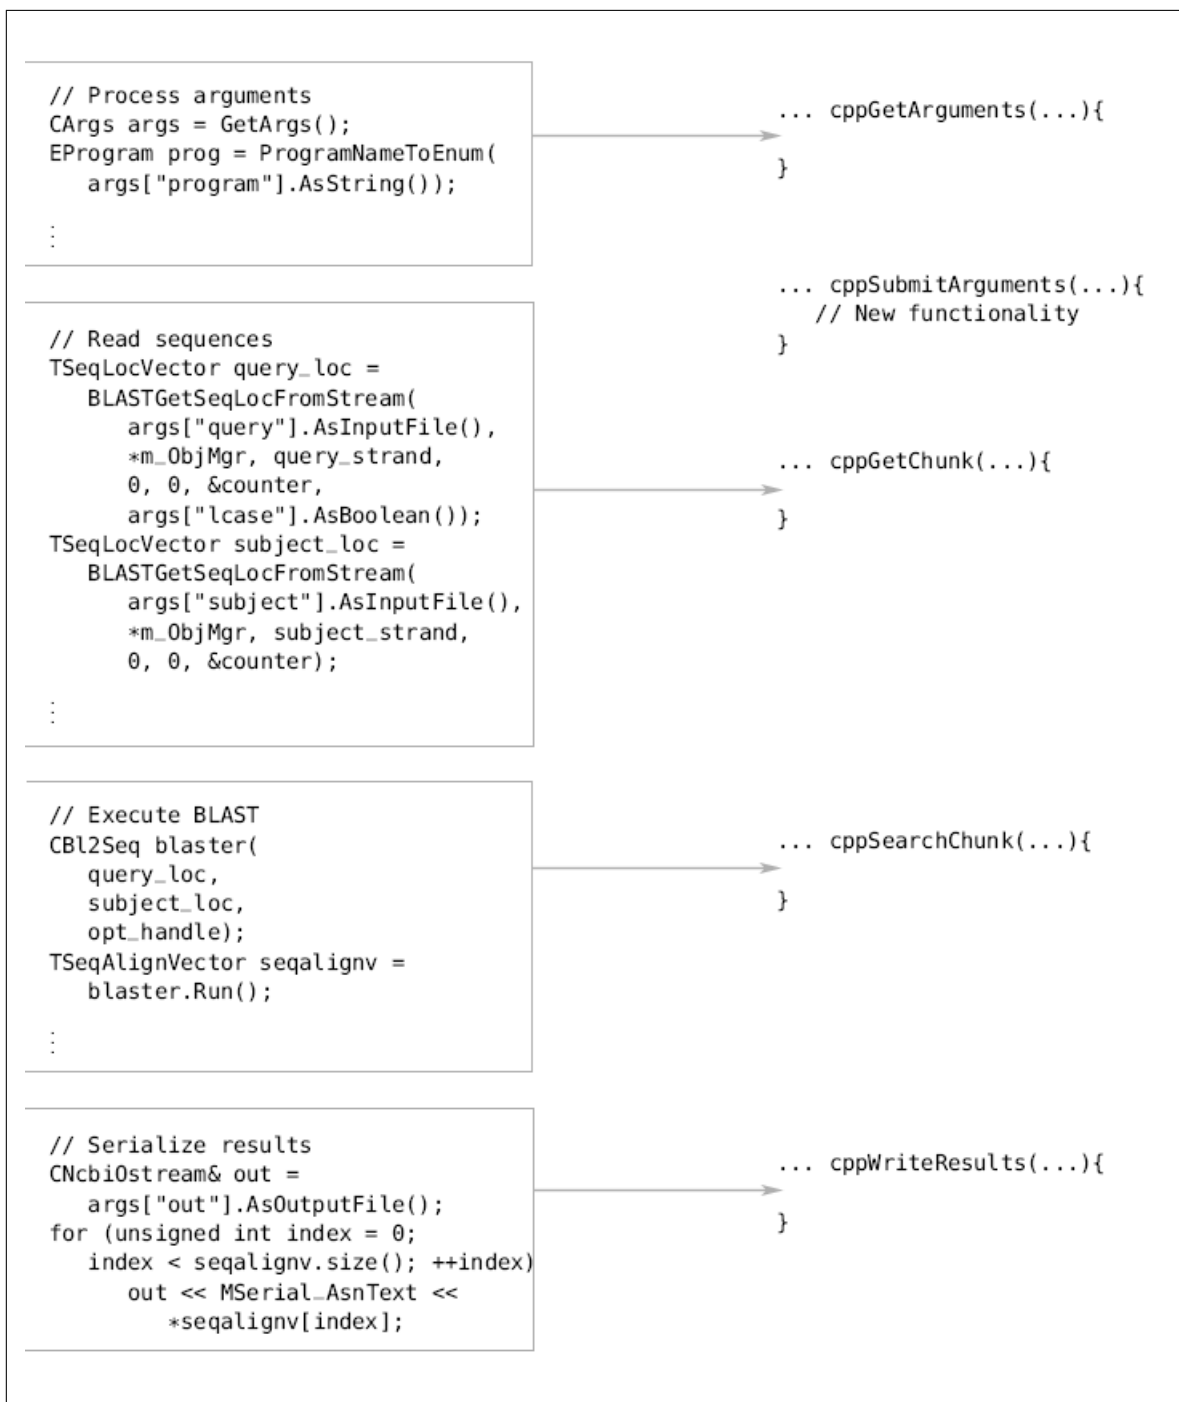 // Process arguments
CArgs args = GetArgs();
EProgram prog = ProgramNameToEnum(
args["program"].AsString());
⋮
... cppGetArguments(...){
}
... cppSubmitArguments(...){
// New functionality
}
// Read sequences
TSeqLocVector query_loc =
BLASTGetSeqLocFromStream(
args["query"].AsInputFile(),
*m_ObjMgr, query_strand,
0, 0, &counter,
args["lcase"].AsBoolean());
TSeqLocVector subject_loc =
BLASTGetSeqLocFromStream(
args["subject"].AsInputFile(),
*m_ObjMgr, subject_strand,
0, 0, &counter);
⋮
... cppGetChunk(...){
}
// Execute BLAST
CBl2Seq blaster(
query_loc,
subject_loc,
opt_handle);
TSeqAlignVector seqalignv =
blaster.Run();
⋮
... cppSearchChunk(...){
}
// Serialize results
CNcbiOstream& out =
args["out"].AsOutputFile();
for (unsigned int index = 0;
index < seqalignv.size(); ++index)
out << MSerial_AsnText <<
*seqalignv[index];
... cppWriteResults(...){
}